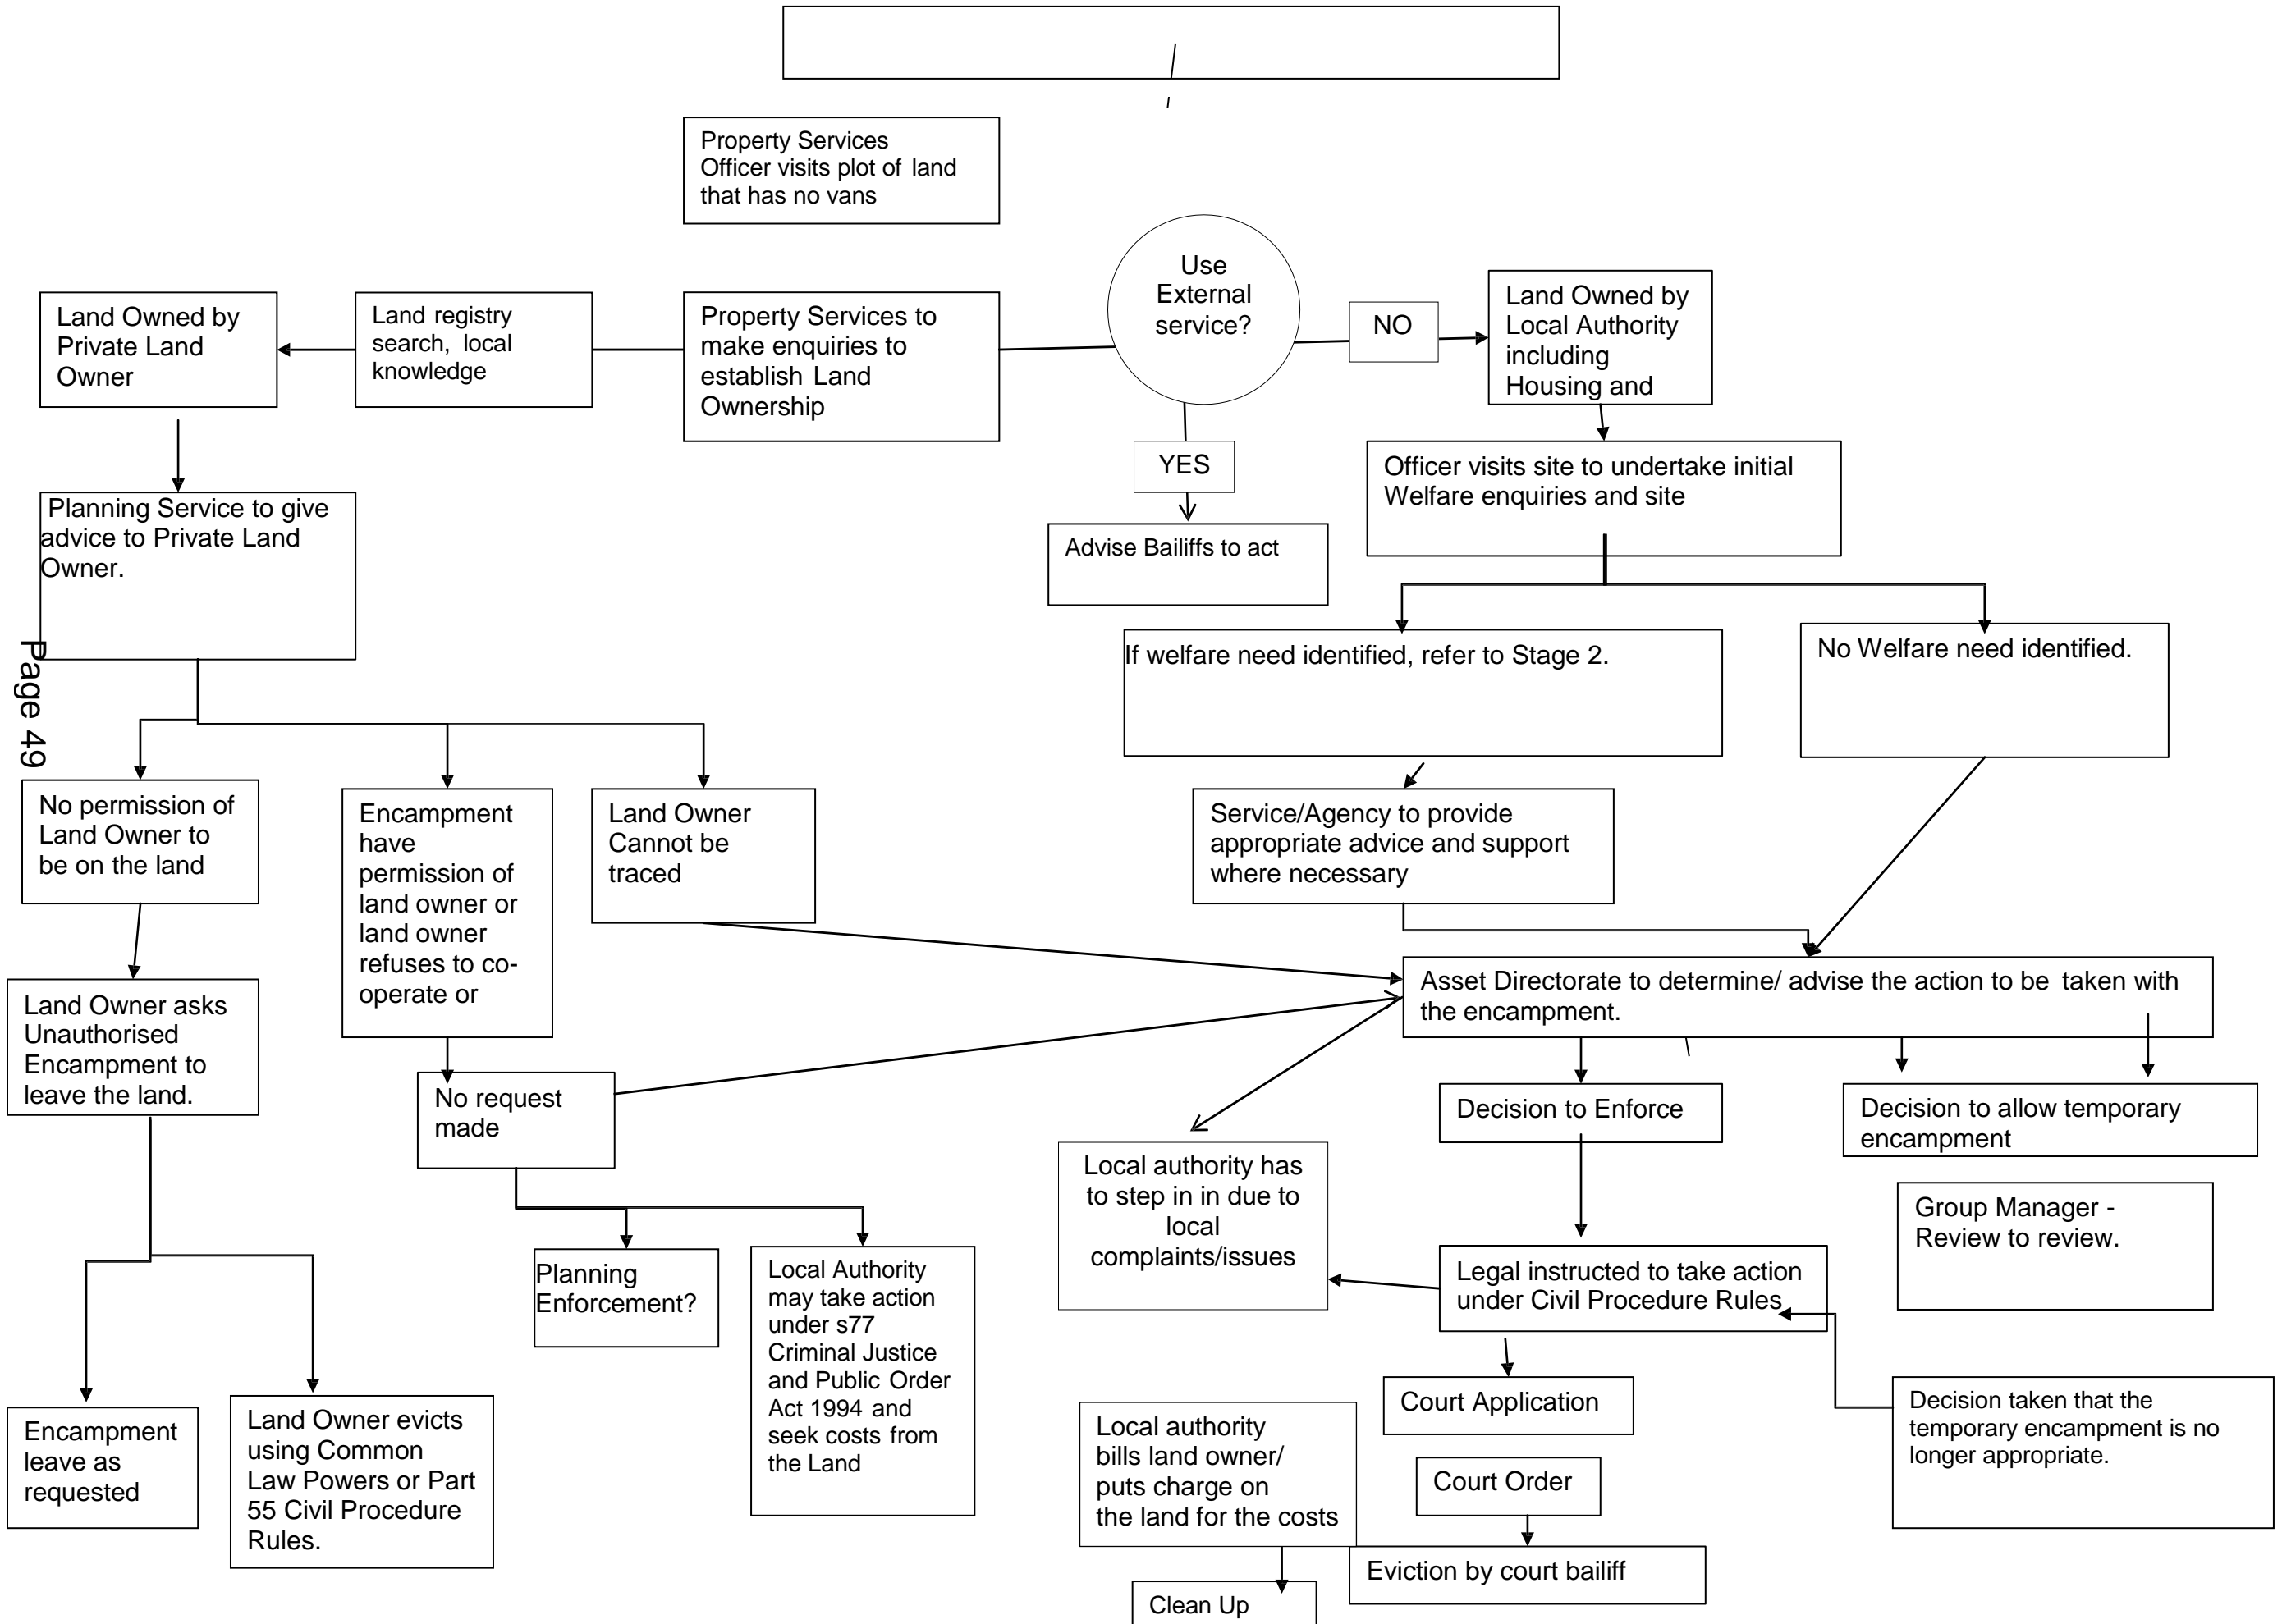 Property Services
Officer visits plot of land
that has no vans
Use
External
service?
Land Owned by
Private Land
Owner
Land registry
search, local
knowledge
Property Services to
make enquiries to
establish Land
Ownership
NO
Land Owned by
Local Authority
including
Housing and
YES
Officer visits site to undertake initial
Welfare enquiries and site
Planning Service to give
advice to Private Land
Owner.
Advise Bailiffs to act
Page 49
If welfare need identified, refer to Stage 2.
No Welfare need identified.
No permission of
Land Owner to
be on the land
Encampment
have
permission of
land owner or
land owner
refuses to co-
operate or
Land Owner
Cannot be
traced
Service/Agency to provide
appropriate advice and support
where necessary
Land Owner asks
Unauthorised
Encampment to
leave the land.
Asset Directorate to determine/ advise the action to be taken with
the encampment.
No request
made
Decision to Enforce
Decision to allow temporary
encampment
Local authority has
to step in in due to
local
complaints/issues
Group Manager -
Review to review.
Planning
Enforcement?
Local Authority
may take action
under s77
Criminal Justice
and Public Order
Act 1994 and
seek costs from
the Land
Legal instructed to take action
under Civil Procedure Rules
Encampment
leave as
requested
Land Owner evicts
using Common
Law Powers or Part
55 Civil Procedure
Rules.
Court Application
Decision taken that the
temporary encampment is no
longer appropriate.
Local authority
bills land owner/
puts charge on
the land for the costs
Court Order
Eviction by court bailiff
Clean Up